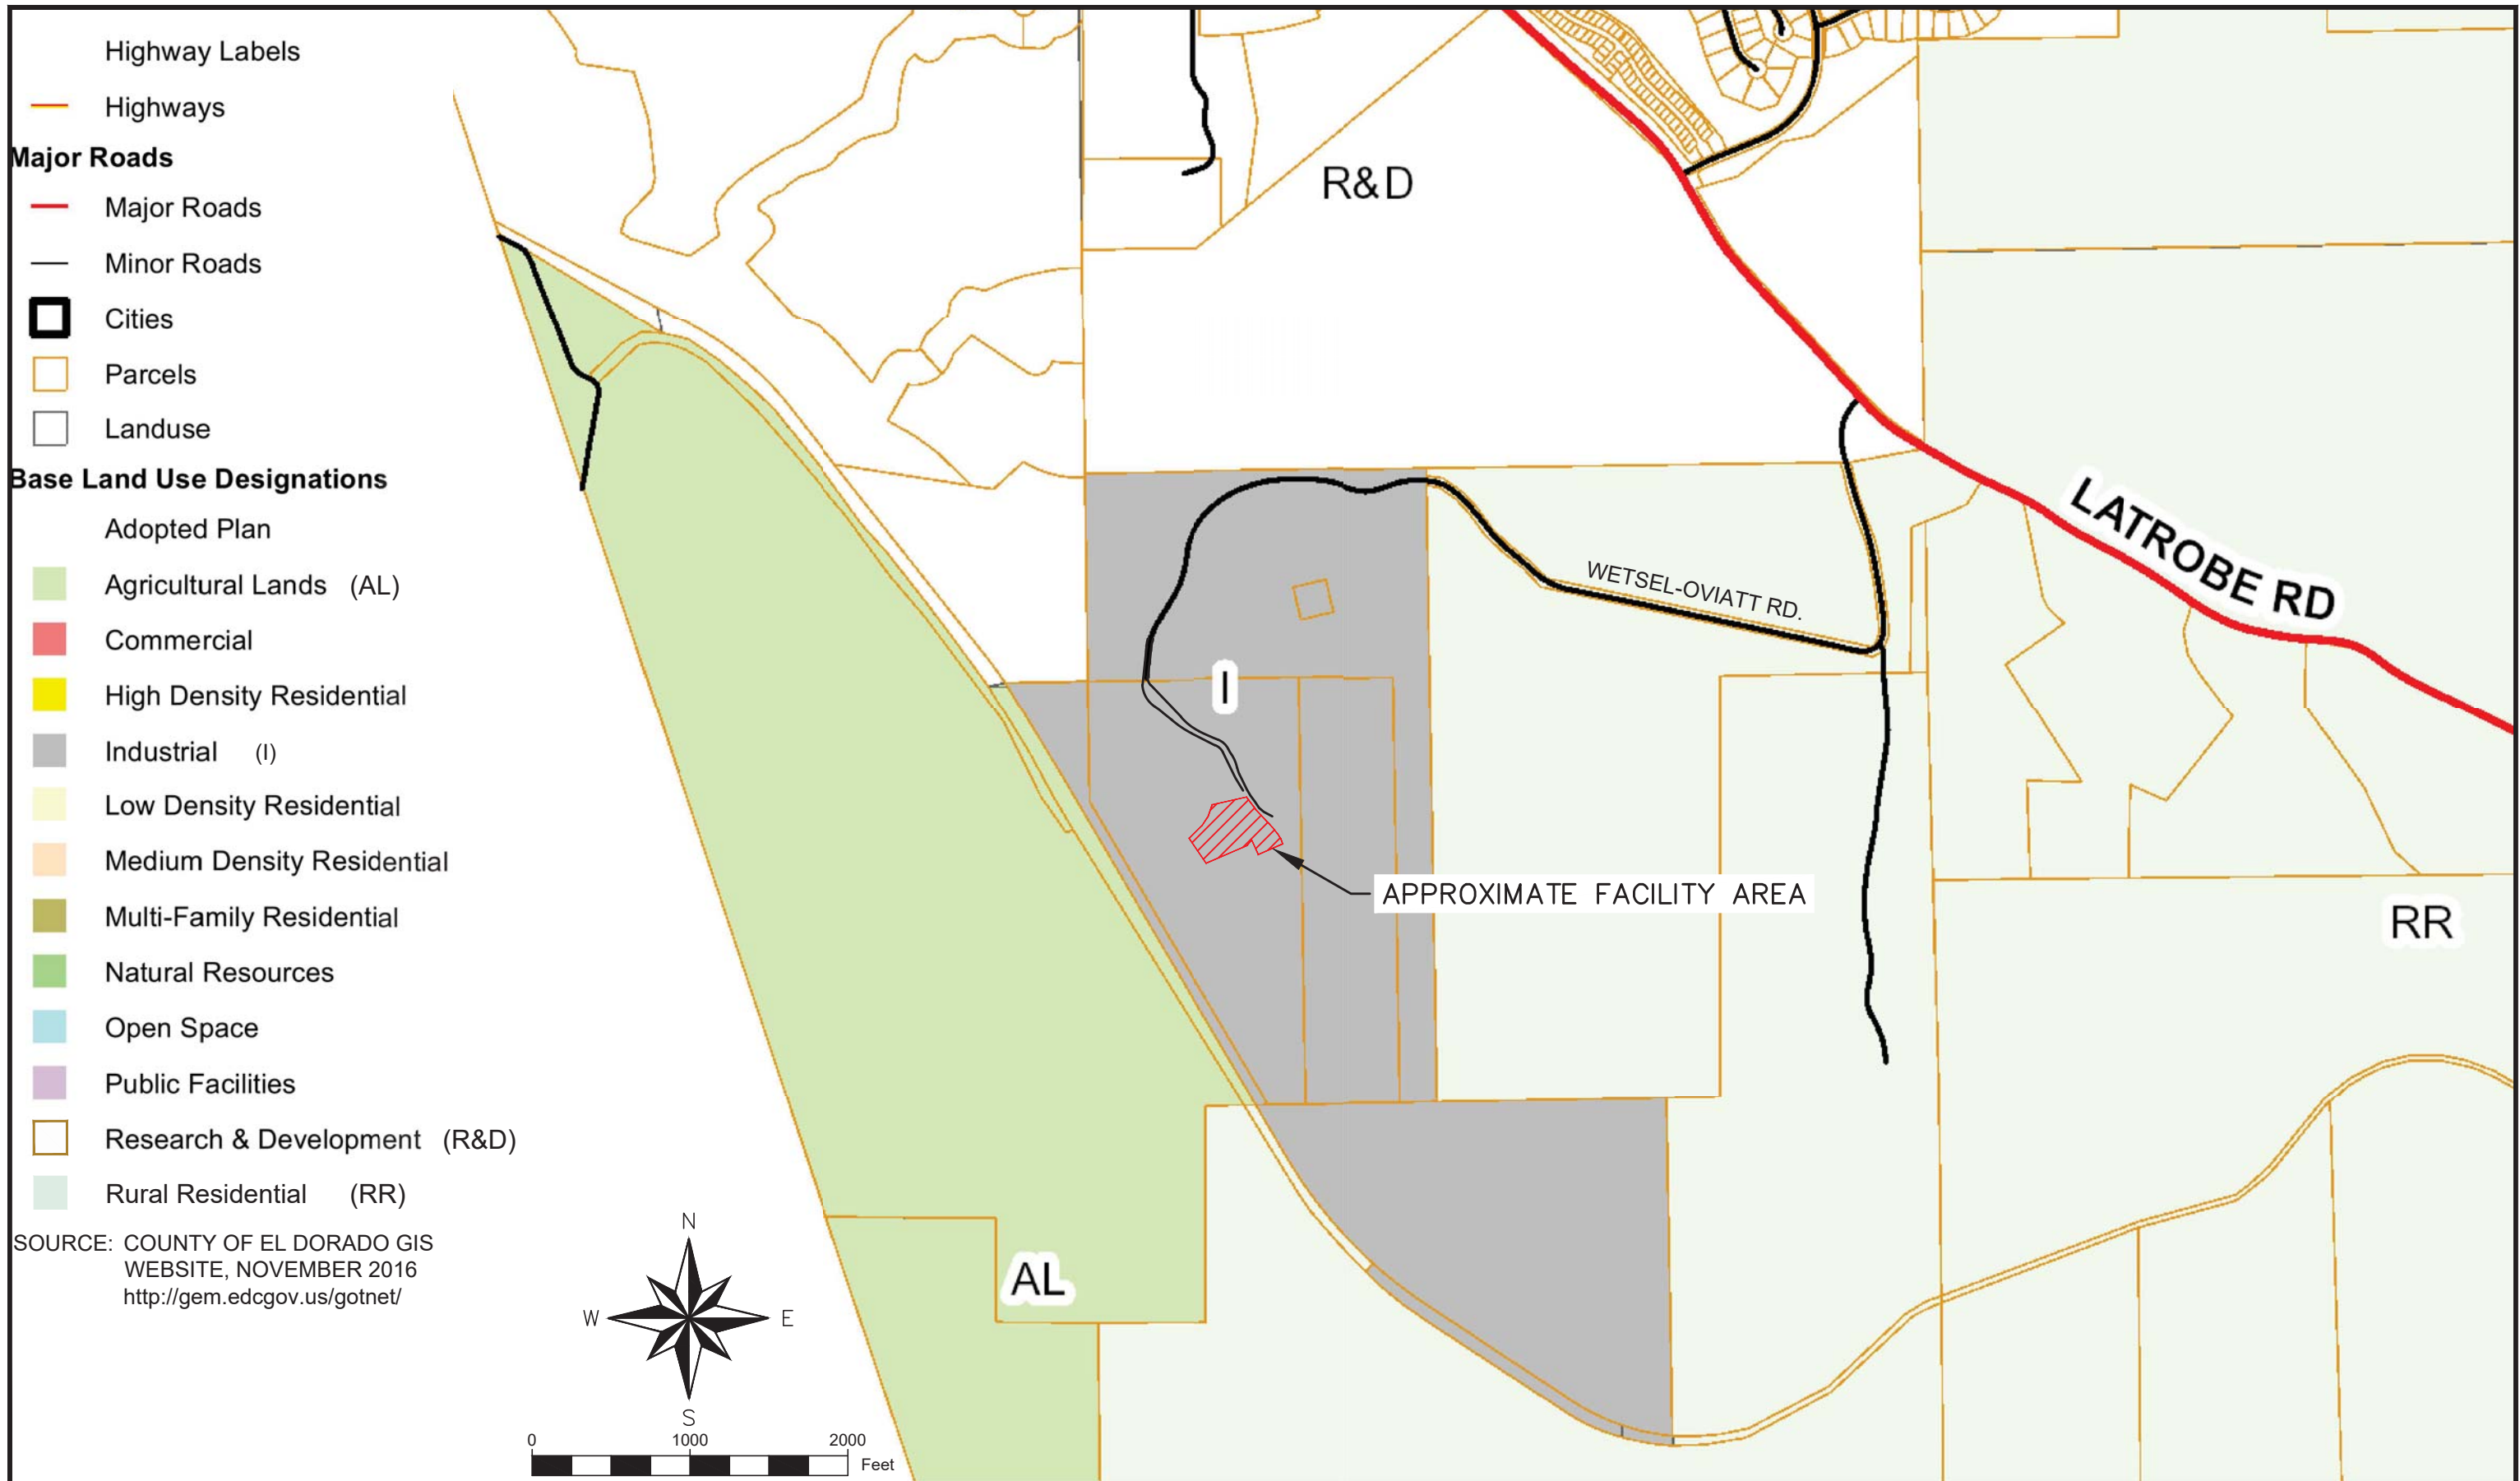 Highway Labels
Highways
Major Roads
Major Roads
Minor Roads
Cities
Parcels
Landuse
Base Land Use Designations
Adopted Plan
Agricultural Lands (AL)
Commercial
High Density Residential
Industrial (I)
Low Density Residential
Medium Density Residential
Multi-Family Residential
Natural Resources
Open Space
Public Facilities
Research & Development (R&D)
Rural Residential (RR)
SOURCE: COUNTY OF EL DORADO GIS
WEBSITE, NOVEMBER 2016
http://gem.edcgov.us/gotnet/
N
W
E
S
0 1000 2000
Feet
R&D
LATROBE RD
WETSEL-OVIATT RD.
I
APPROXIMATE FACILITY AREA
RR
AL